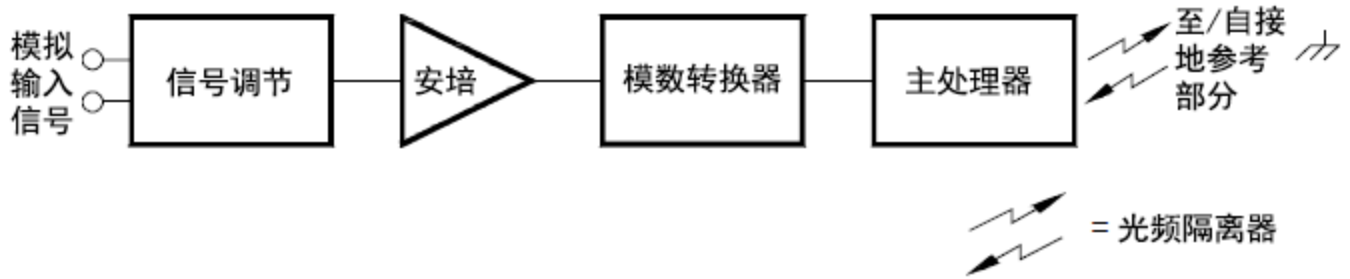 模拟
输入
信号
信号调节
安培
模数转换器
主处理器
至/自接
地参考
部分
= 光频隔离器